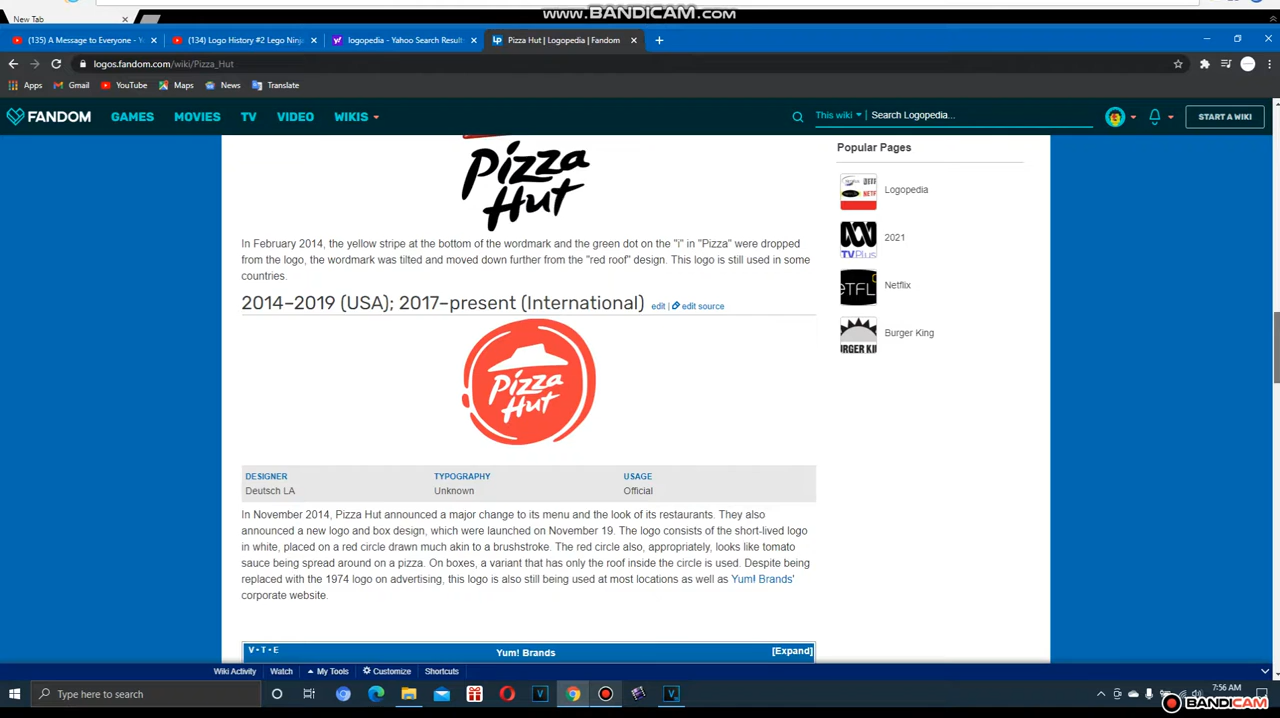 WWW.BANDICAM.COM
New Tab
(135) A Message to Everyone - Y
(134) Logo History #2 Lego Ninja
logopedia - Yahoo Search Result
Pizza Hut | Logopedia | Fandom
logos.fandom.com/wiki/Pizza_Hut
Apps Gmail YouTube Maps News Translate
FANDOM GAMES MOVIES TV VIDEO WIKIS This wiki Search Logopedia... START A WIKI
Pizza
Hut
In February 2014, the yellow stripe at the bottom of the wordmark and the green dot on the "i" in "Pizza" were dropped
from the logo, the wordmark was tilted and moved down further from the "red roof" design. This logo is still used in some
countries.
2014–2019 (USA); 2017–present (International) edit | edit source
Pizza
Hut
DESIGNER TYPOGRAPHY USAGE
Deutsch LA Unknown Official
In November 2014, Pizza Hut announced a major change to its menu and the look of its restaurants. They also
announced a new logo and box design, which were launched on November 19. The logo consists of the short-lived logo
in white, placed on a red circle drawn much akin to a brushstroke. The red circle also, appropriately, looks like tomato
sauce being spread around on a pizza. On boxes, a variant that has only the roof inside the circle is used. Despite being
replaced with the 1974 logo on advertising, this logo is also still being used at most locations as well as Yum! Brands'
corporate website.
V • T • E Yum! Brands [Expand]
Popular Pages
Logopedia
2021
TVPlus
Netflix
ETFL
Burger King
URGER KI
Wiki Activity Watch My Tools Customize Shortcuts
Type here to search
7:56 AM
BANDICAM